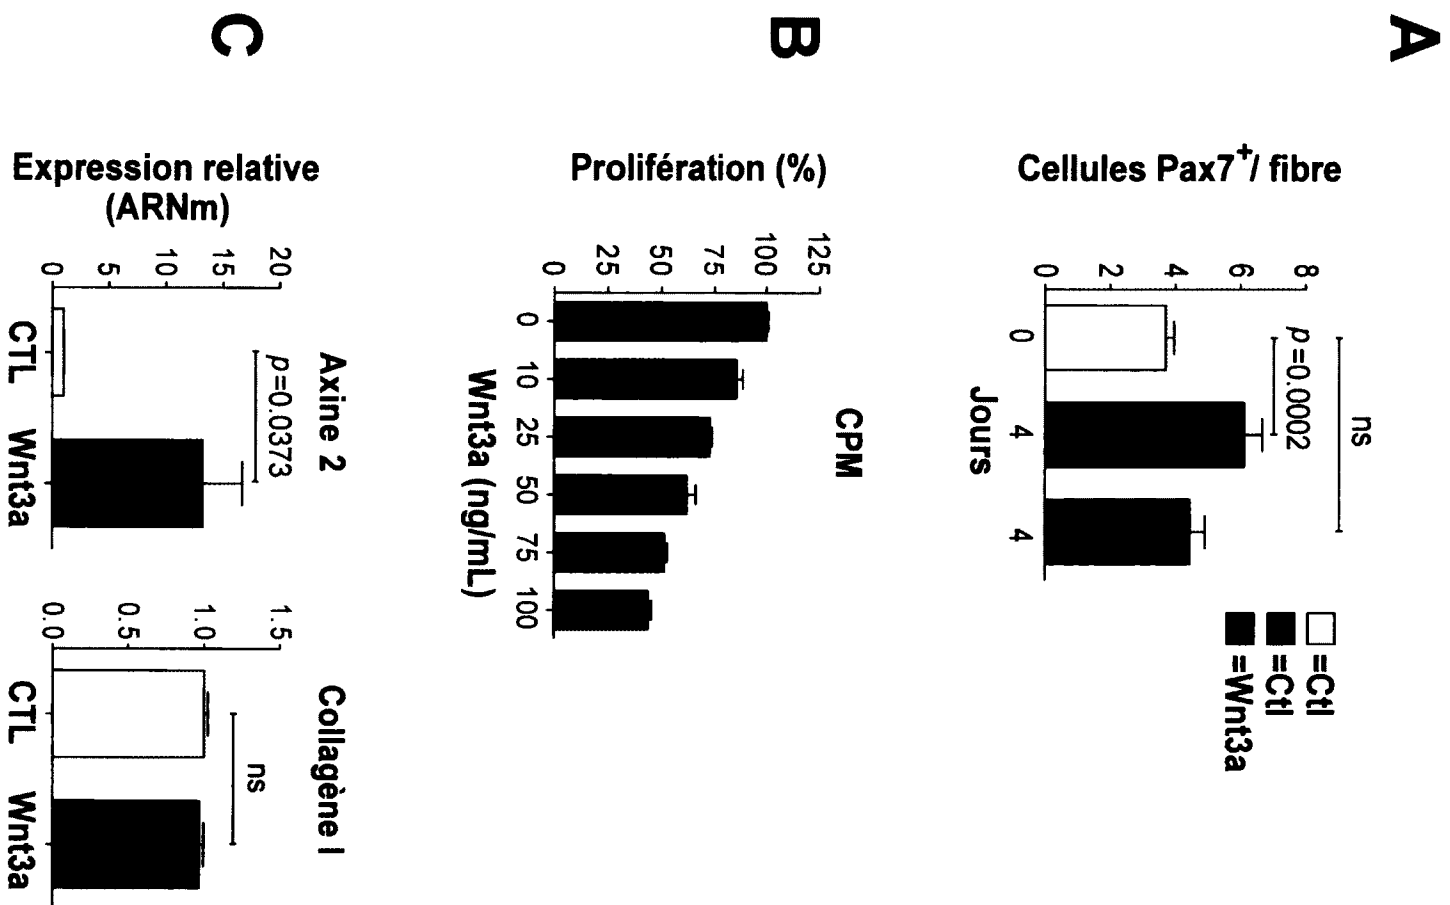 A
Cellules Pax7⁺/ fibre
0 2 4 6 8
ns
p=0.0002
0 4 4
Jours
=Ctl
=Ctl
=Wnt3a
B
CPM
Prolifération (%)
0 25 50 75 100 125
0 10 25 50 75 100
Wnt3a (ng/mL)
C
Expression relative
(ARNm)
Axine 2
0 5 10 15 20
p=0.0373
CTL Wnt3a
Collagène I
0.0 0.5 1.0 1.5
ns
CTL Wnt3a